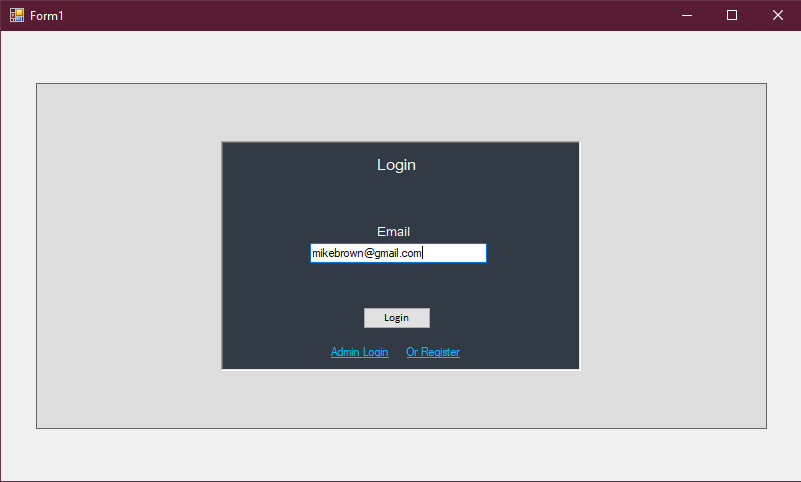 Form1
Login
Email
mikebrown@gmail.com
Login
Admin Login Or Register